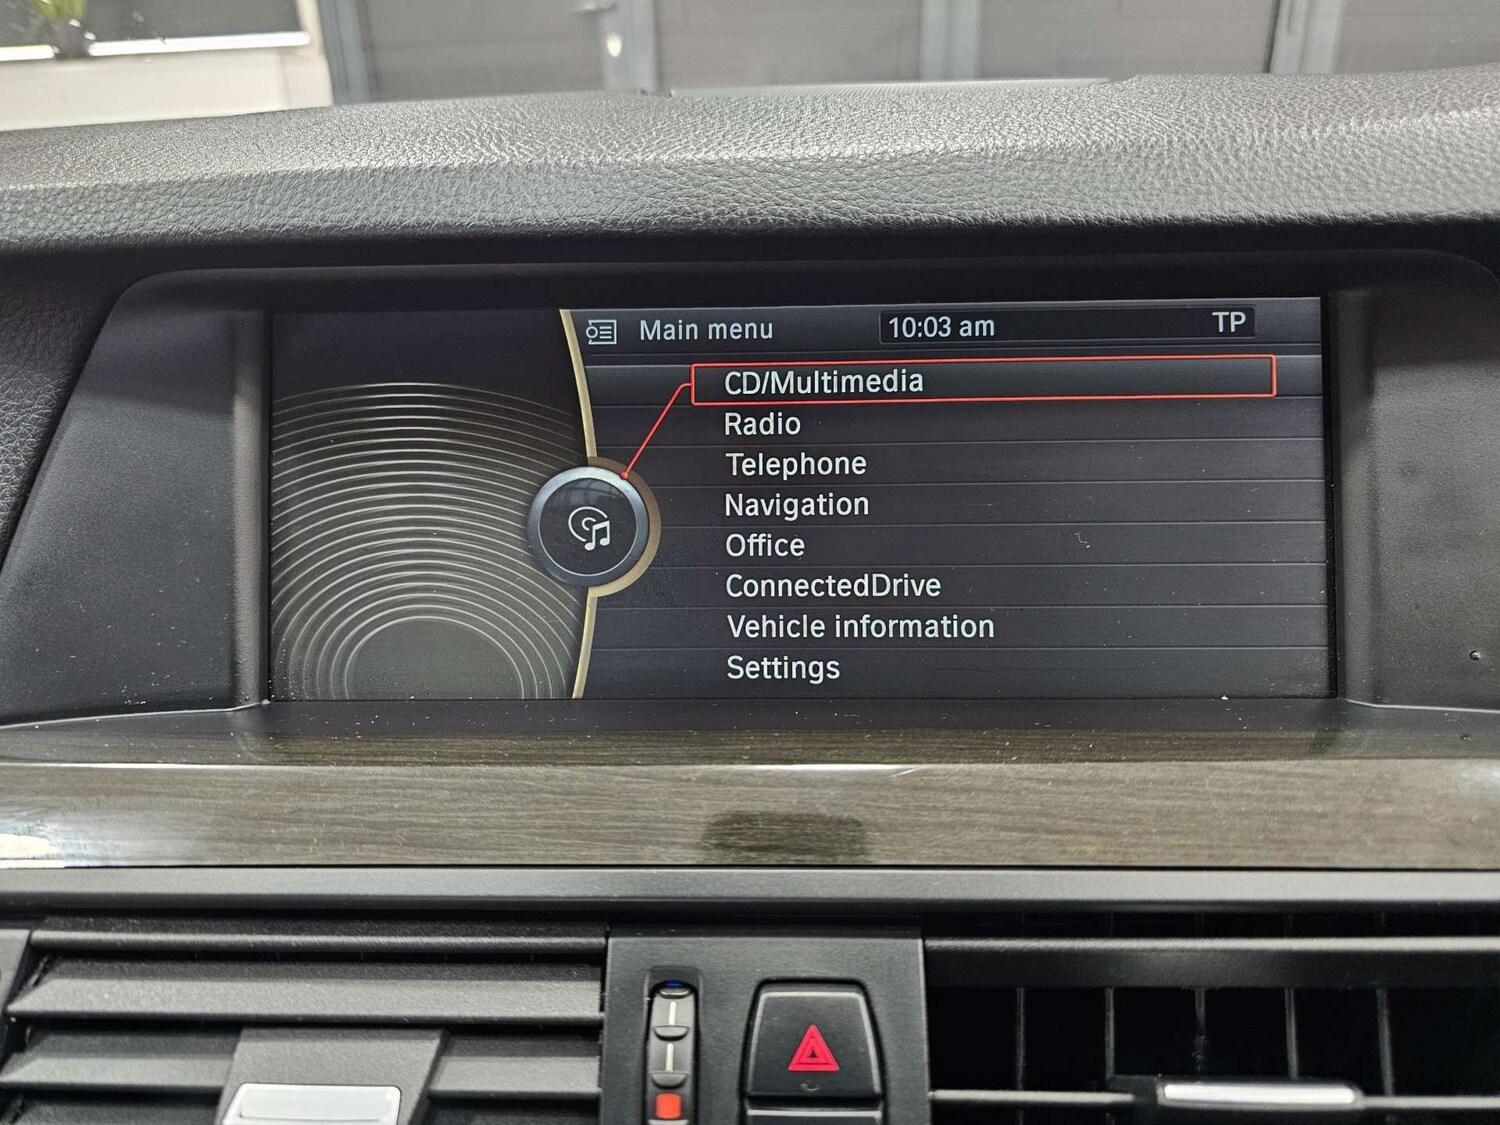 Main menu
10:03 am
TP
CD/Multimedia
Radio
Telephone
Navigation
Office
ConnectedDrive
Vehicle information
Settings